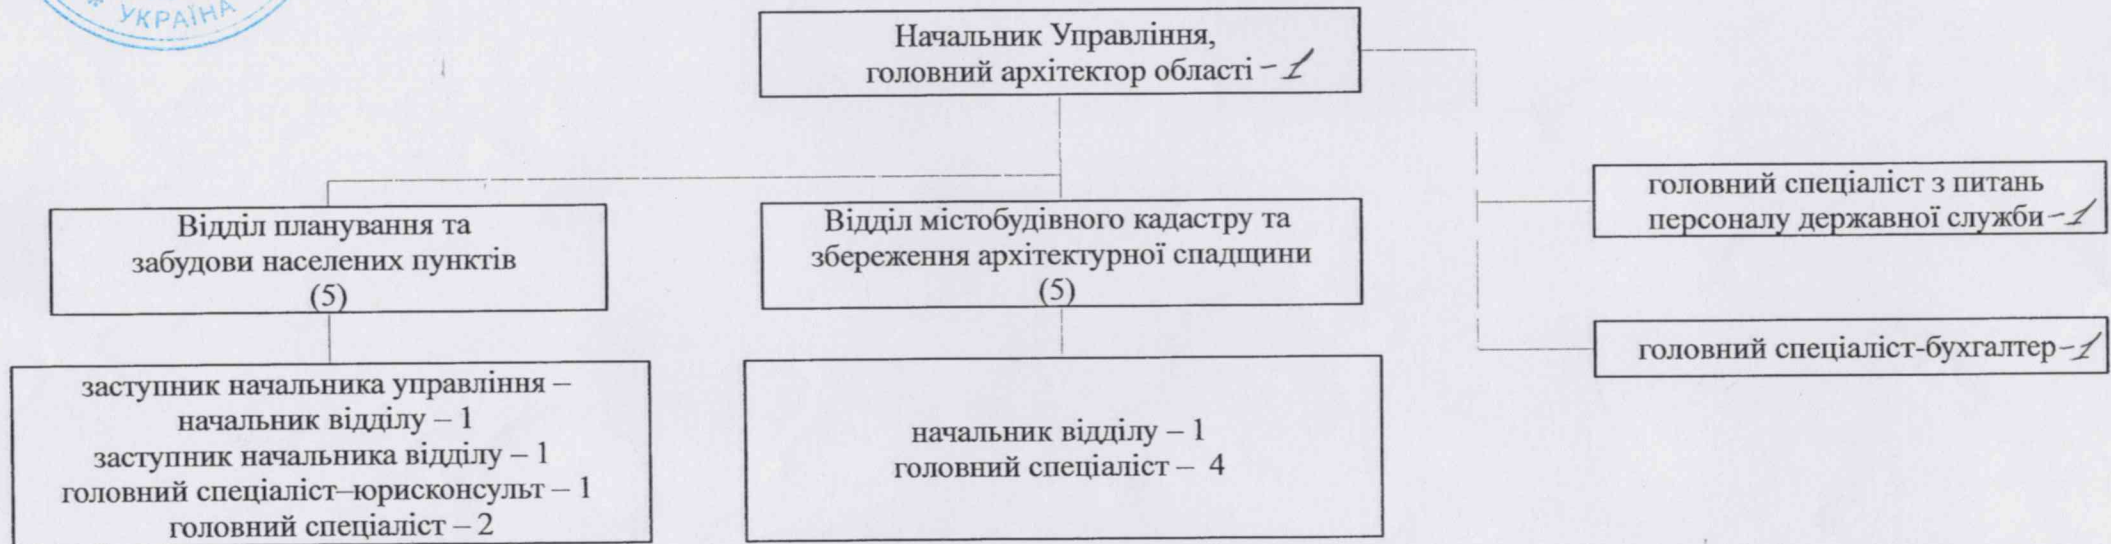 * УКРАЇНА
Начальник Управління,
головний архітектор області - 1
головний спеціаліст з питань
персоналу державної служби - 1
головний спеціаліст-бухгалтер - 1
Відділ планування та
забудови населених пунктів
(5)
Відділ містобудівного кадастру та
збереження архітектурної спадщини
(5)
заступник начальника управління –
начальник відділу – 1
заступник начальника відділу – 1
головний спеціаліст–юрисконсульт – 1
головний спеціаліст – 2
начальник відділу – 1
головний спеціаліст – 4